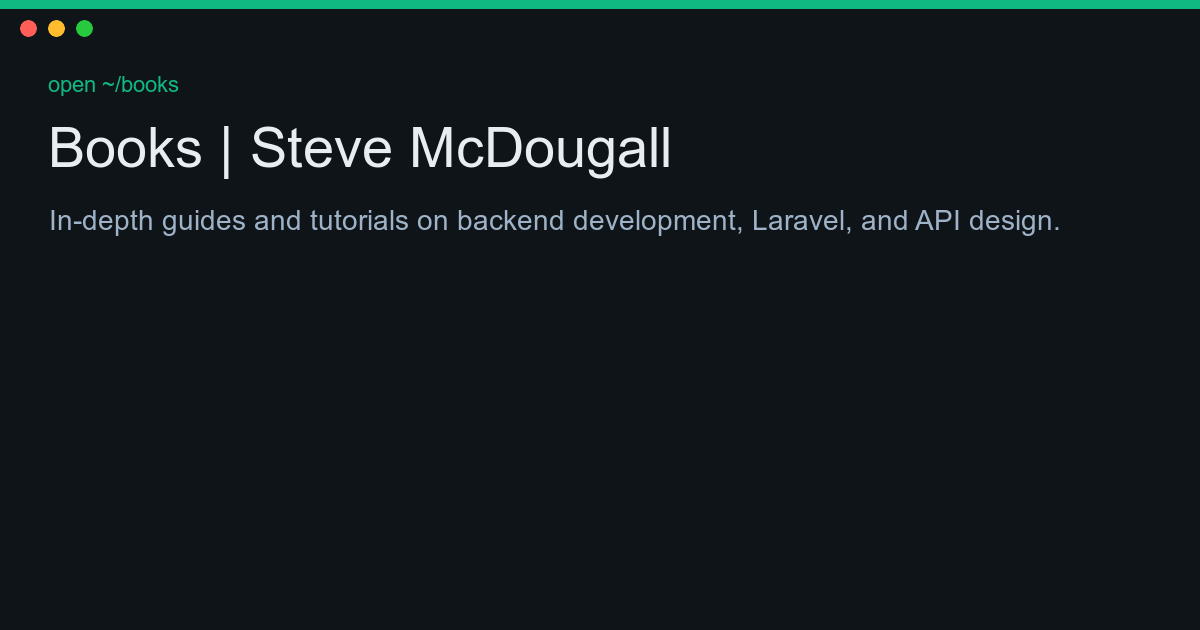 open ~/books
Books | Steve McDougall
In-depth guides and tutorials on backend development, Laravel, and API design.